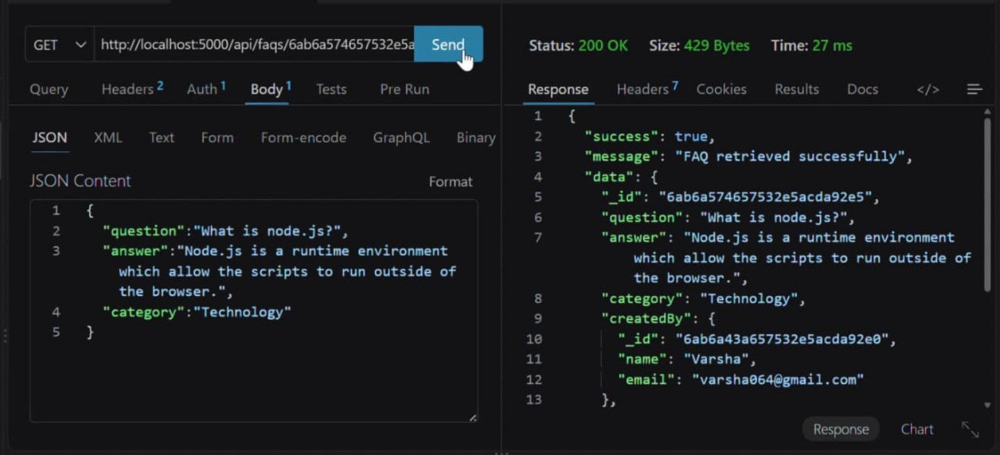 GET http://localhost:5000/api/faqs/6ab6a574657532e5a Send
Query Headers 2 Auth 1 Body 1 Tests Pre Run
JSON XML Text Form Form-encode GraphQL Binary
JSON Content Format
1 {
2 "question":"What is node.js?",
3 "answer":"Node.js is a runtime environment
which allow the scripts to run outside of
the browser.",
4 "category":"Technology"
5 }
Status: 200 OK Size: 429 Bytes Time: 27 ms
Response Headers 7 Cookies Results Docs </>
1 {
2 "success": true,
3 "message": "FAQ retrieved successfully",
4 "data": {
5 "_id": "6ab6a574657532e5acda92e5",
6 "question": "What is node.js?",
7 "answer": "Node.js is a runtime environment
which allow the scripts to run outside of
the browser.",
8 "category": "Technology",
9 "createdBy": {
10 "_id": "6ab6a43a657532e5acda92e0",
11 "name": "Varsha",
12 "email": "varsha064@gmail.com"
13 },
Response Chart